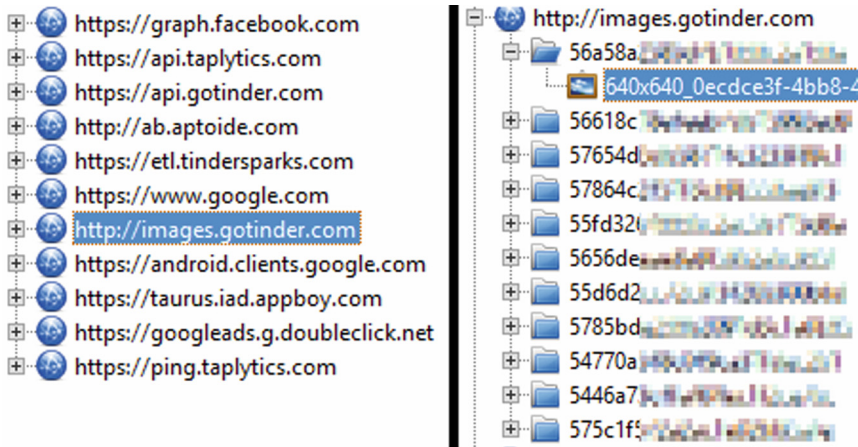 https://graph.facebook.com
https://api.taplytics.com
https://api.gotinder.com
http://ab.aptoide.com
https://etl.tindersparks.com
https://www.google.com
http://images.gotinder.com
https://android.clients.google.com
https://taurus.iad.appboy.com
https://googleads.g.doubleclick.net
https://ping.taplytics.com
http://images.gotinder.com
56a58a
640x640_0ecdce3f-4bb8-4
56618c
57654d
57864c
55fd32
5656de
55d6d2
5785bd
54770a
5446a7
575c1f